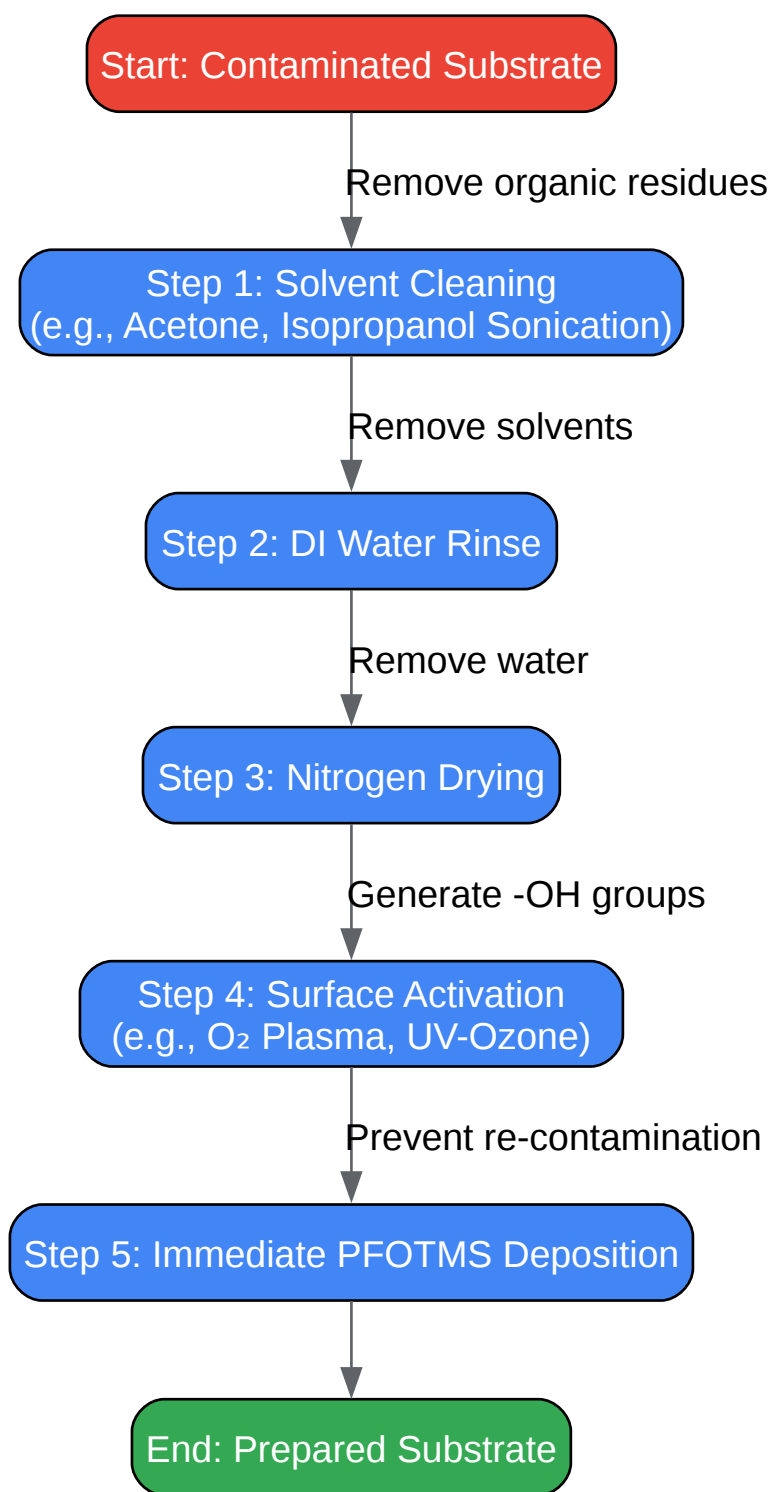 Start: Contaminated Substrate
Remove organic residues
Step 1: Solvent Cleaning
(e.g., Acetone, Isopropanol Sonication)
Remove solvents
Step 2: DI Water Rinse
Remove water
Step 3: Nitrogen Drying
Generate -OH groups
Step 4: Surface Activation
(e.g., O₂ Plasma, UV-Ozone)
Prevent re-contamination
Step 5: Immediate PFOTMS Deposition
End: Prepared Substrate